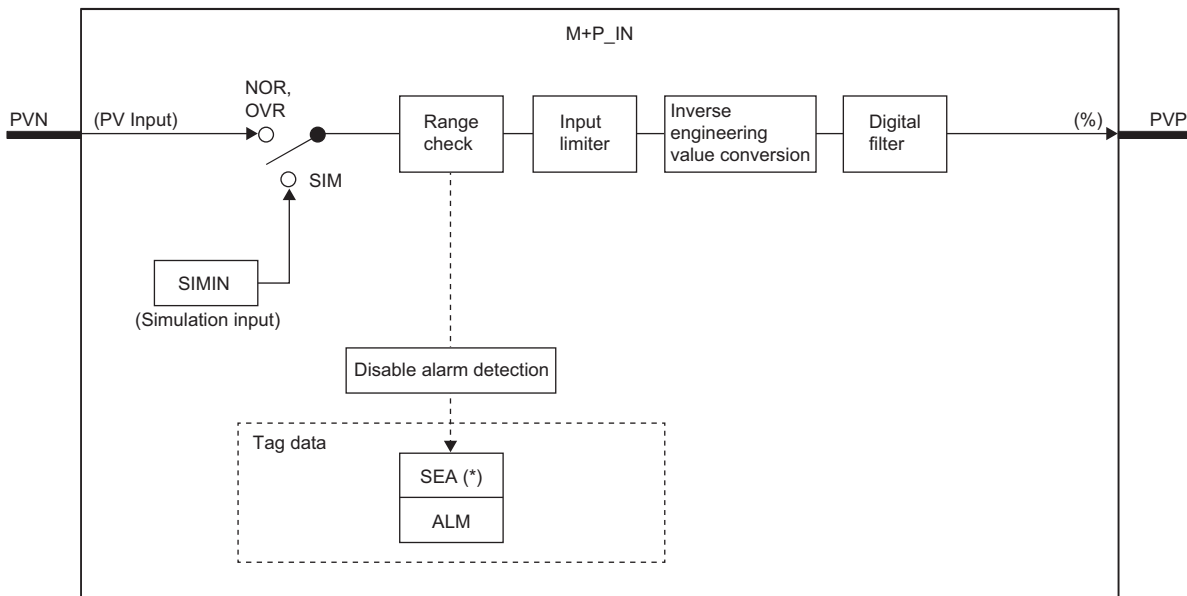 M+P_IN
PVN
(PV Input)
NOR,
OVR
SIM
Range
check
Input
limiter
Inverse
engineering
value conversion
Digital
filter
(%)
PVP
SIMIN
(Simulation input)
Disable alarm detection
Tag data
SEA (*)
ALM